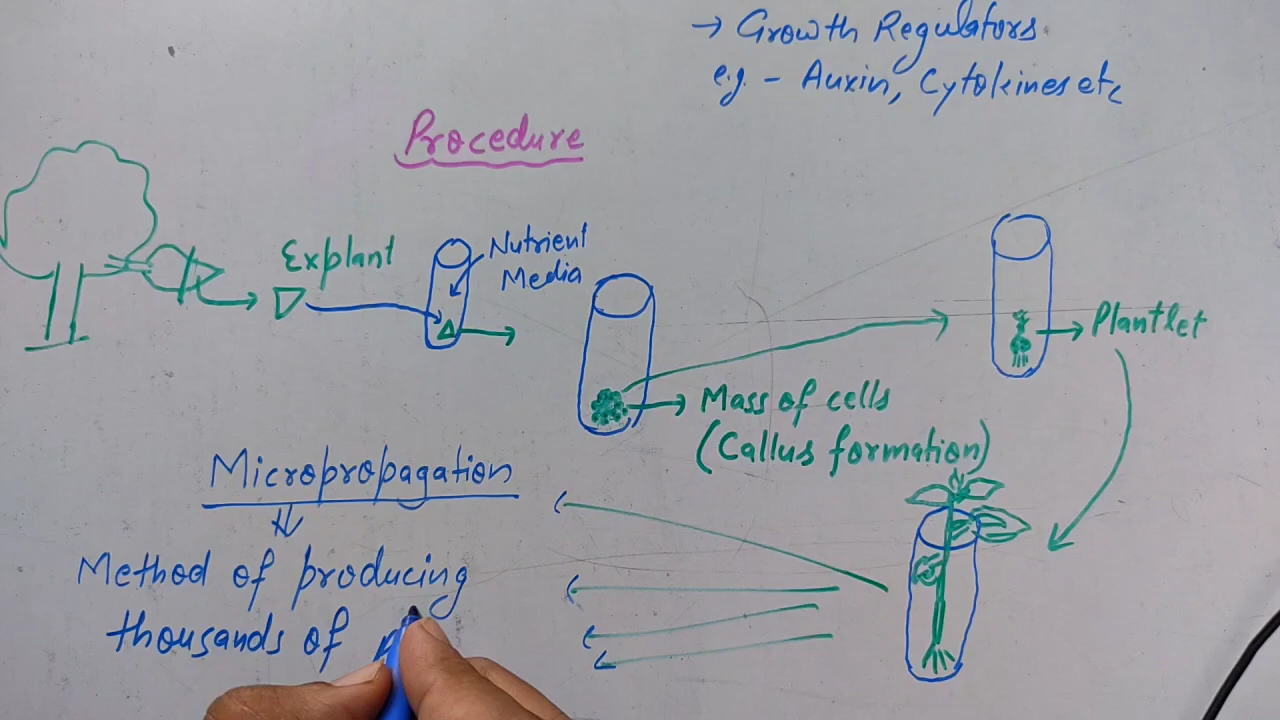 → Growth Regulators
e.g. - Auxin, Cytokines etc
Procedure
Explant
Nutrient
Media
Plantlet
Mass of cells
(Callus formation)
Micropropagation
Method of producing
thousands of